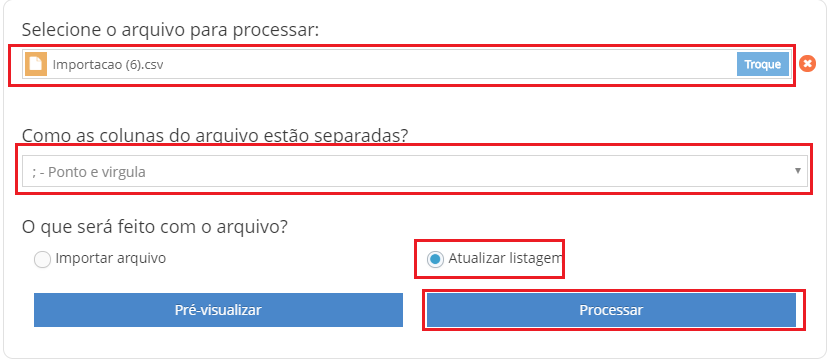 Selecione o arquivo para processar:
Importacao (6).csv Troque
Como as colunas do arquivo estão separadas?
; - Ponto e virgula
O que será feito com o arquivo?
Importar arquivo Atualizar listagem
Pré-visualizar Processar